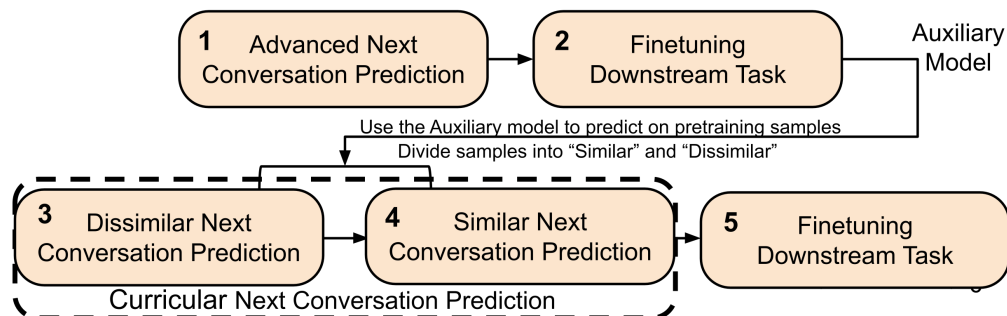 1 Advanced Next
Conversation Prediction
2 Finetuning
Downstream Task
Auxiliary
Model
Use the Auxiliary model to predict on pretraining samples
Divide samples into “Similar” and “Dissimilar”
3 Dissimilar Next
Conversation Prediction
4 Similar Next
Conversation Prediction
5 Finetuning
Downstream Task
Curricular Next Conversation Prediction